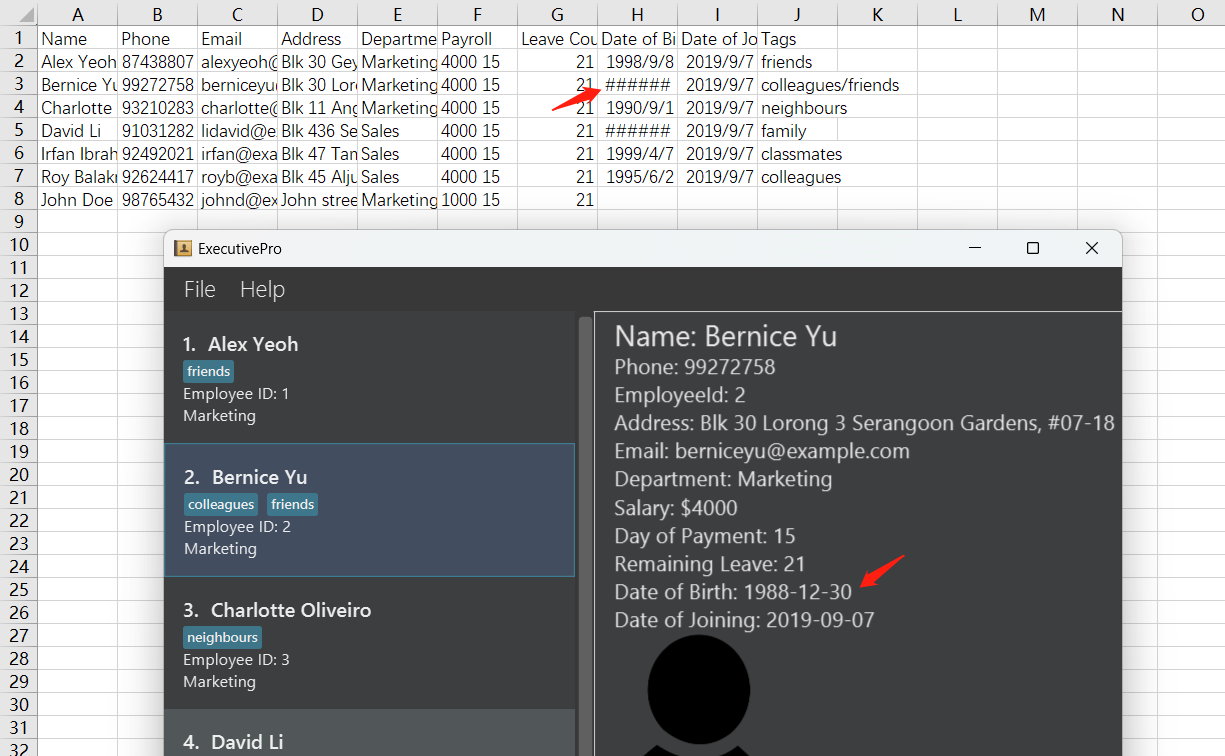 A B C D E F G H I J K L M N O
1 Name Phone Email Address Departme Payroll Leave Cou Date of Bi Date of Jo Tags
2 Alex Yeoh 87438807 alexyeoh@ Blk 30 Gey Marketing 4000 15 21 1998/9/8 2019/9/7 friends
3 Bernice Yu 99272758 berniceyu Blk 30 Lor Marketing 4000 15 21 ###### 2019/9/7 colleagues/friends
4 Charlotte 93210283 charlotte@ Blk 11 Ang Marketing 4000 15 21 1990/9/1 2019/9/7 neighbours
5 David Li 91031282 lidavid@e Blk 436 Se Sales 4000 15 21 ###### 2019/9/7 family
6 Irfan Ibrah 92492021 irfan@exa Blk 47 Tam Sales 4000 15 21 1999/4/7 2019/9/7 classmates
7 Roy Balakr 92624417 royb@exa Blk 45 Alju Sales 4000 15 21 1995/6/2 2019/9/7 colleagues
8 John Doe 98765432 johnd@ex John stree Marketing 1000 15 21
9
10
11
12
13
14
15
16
17
18
19
20
21
22
23
24
25
26
27
28
29
30
31
32
ExecutivePro
File Help
1. Alex Yeoh
friends
Employee ID: 1
Marketing
2. Bernice Yu
colleagues friends
Employee ID: 2
Marketing
3. Charlotte Oliveiro
neighbours
Employee ID: 3
Marketing
4. David Li
Name: Bernice Yu
Phone: 99272758
EmployeeId: 2
Address: Blk 30 Lorong 3 Serangoon Gardens, #07-18
Email: berniceyu@example.com
Department: Marketing
Salary: $4000
Day of Payment: 15
Remaining Leave: 21
Date of Birth: 1988-12-30
Date of Joining: 2019-09-07